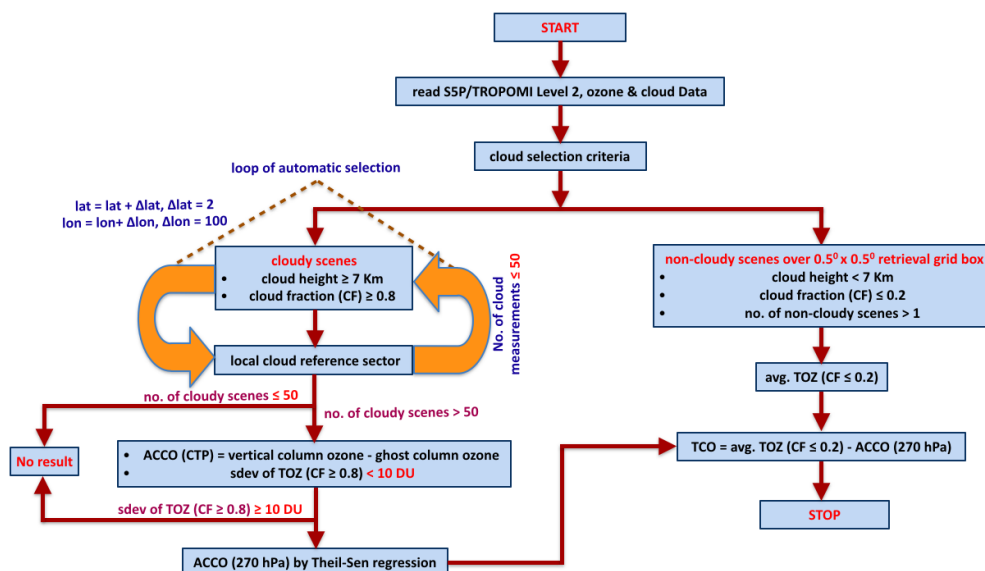 START
read S5P/TROPOMI Level 2, ozone & cloud Data
cloud selection criteria
loop of automatic selection
lat = lat + Δlat, Δlat = 2
lon = lon+ Δlon, Δlon = 100
cloudy scenes
• cloud height ≥ 7 Km
• cloud fraction (CF) ≥ 0.8
No. of cloud
measurements ≤ 50
local cloud reference sector
no. of cloudy scenes ≤ 50
no. of cloudy scenes > 50
No result
• ACCO (CTP) = vertical column ozone - ghost column ozone
• sdev of TOZ (CF ≥ 0.8) < 10 DU
sdev of TOZ (CF ≥ 0.8) ≥ 10 DU
ACCO (270 hPa) by Theil-Sen regression
non-cloudy scenes over 0.5⁰ x 0.5⁰ retrieval grid box
• cloud height < 7 Km
• cloud fraction (CF) ≤ 0.2
• no. of non-cloudy scenes > 1
avg. TOZ (CF ≤ 0.2)
TCO = avg. TOZ (CF ≤ 0.2) - ACCO (270 hPa)
STOP